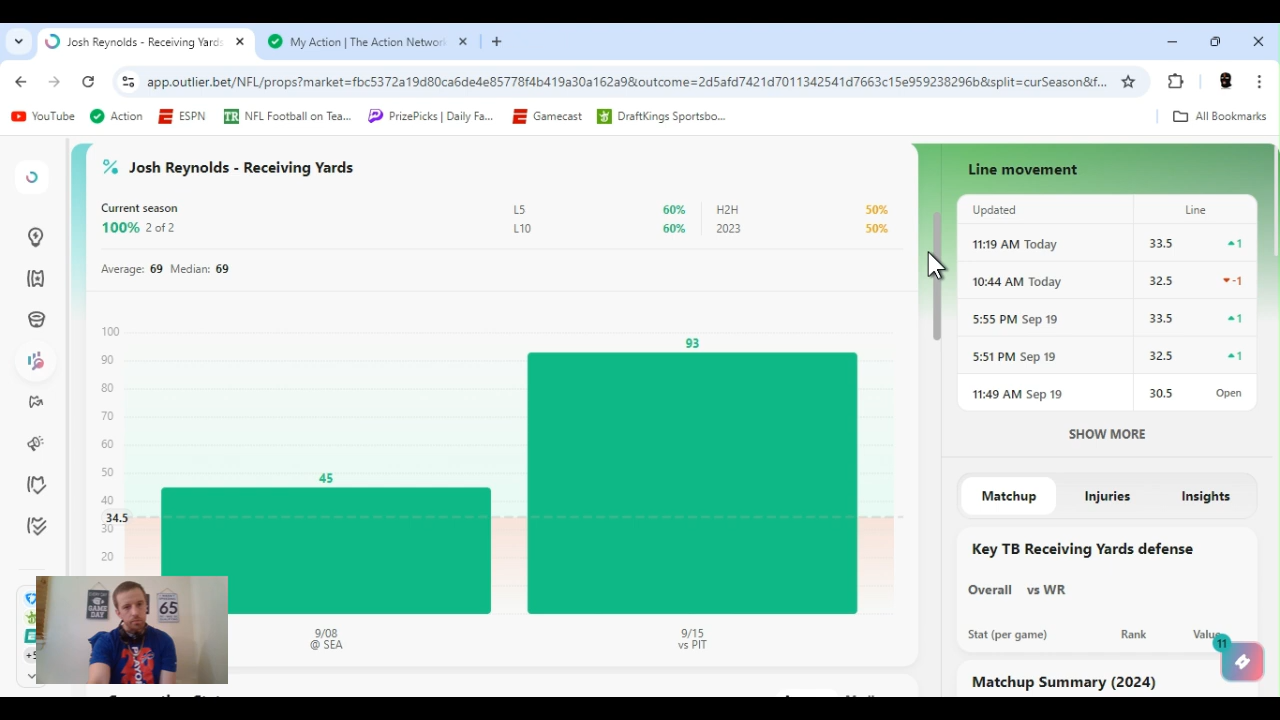 Josh Reynolds - Receiving Yards
My Action | The Action Network
app.outlier.bet/NFL/props?market=fbc5372a19d80ca6de4e85778f4b419a30a162a9&outcome=2d5afd7421d7011342541d7663c15e959238296b&split=curSeason&f...
YouTube Action ESPN NFL Football on Tea... PrizePicks | Daily Fa... Gamecast DraftKings Sportsbo... All Bookmarks
Josh Reynolds - Receiving Yards
Current season
100% 2 of 2
L5 60% H2H 50%
L10 60% 2023 50%
Average: 69 Median: 69
100
90
80
70
60
50
40
34.5
30
20
45
93
9/08
@ SEA
9/15
vs PIT
Line movement
Updated Line
11:19 AM Today 33.5 1
10:44 AM Today 32.5 -1
5:55 PM Sep 19 33.5 1
5:51 PM Sep 19 32.5 1
11:49 AM Sep 19 30.5 Open
SHOW MORE
Matchup Injuries Insights
Key TB Receiving Yards defense
Overall vs WR
Stat (per game) Rank Value
11
Matchup Summary (2024)
GAME
DAY
65